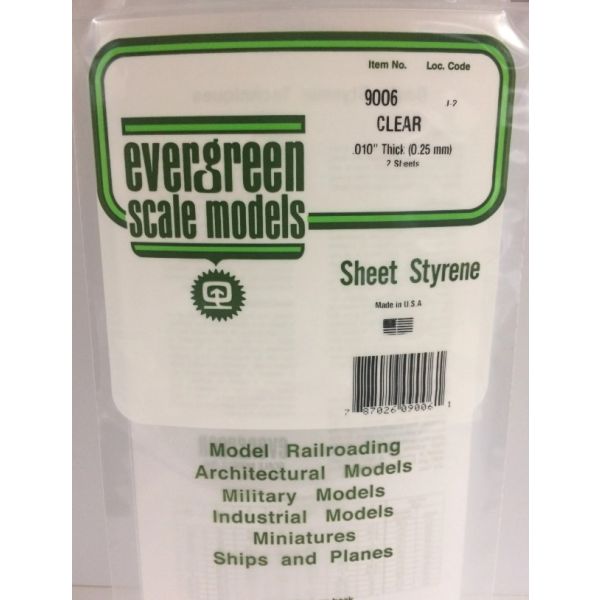 Item No. Loc. Code
9006 J-2
CLEAR
.010" Thick (0.25 mm)
2 Sheets
evergreen
scale models
Sheet Styrene
Made in U.S.A
7 87026 09006 1
Model Railroading
Architectural Models
Military Models
Industrial Models
Miniatures
Ships and Planes